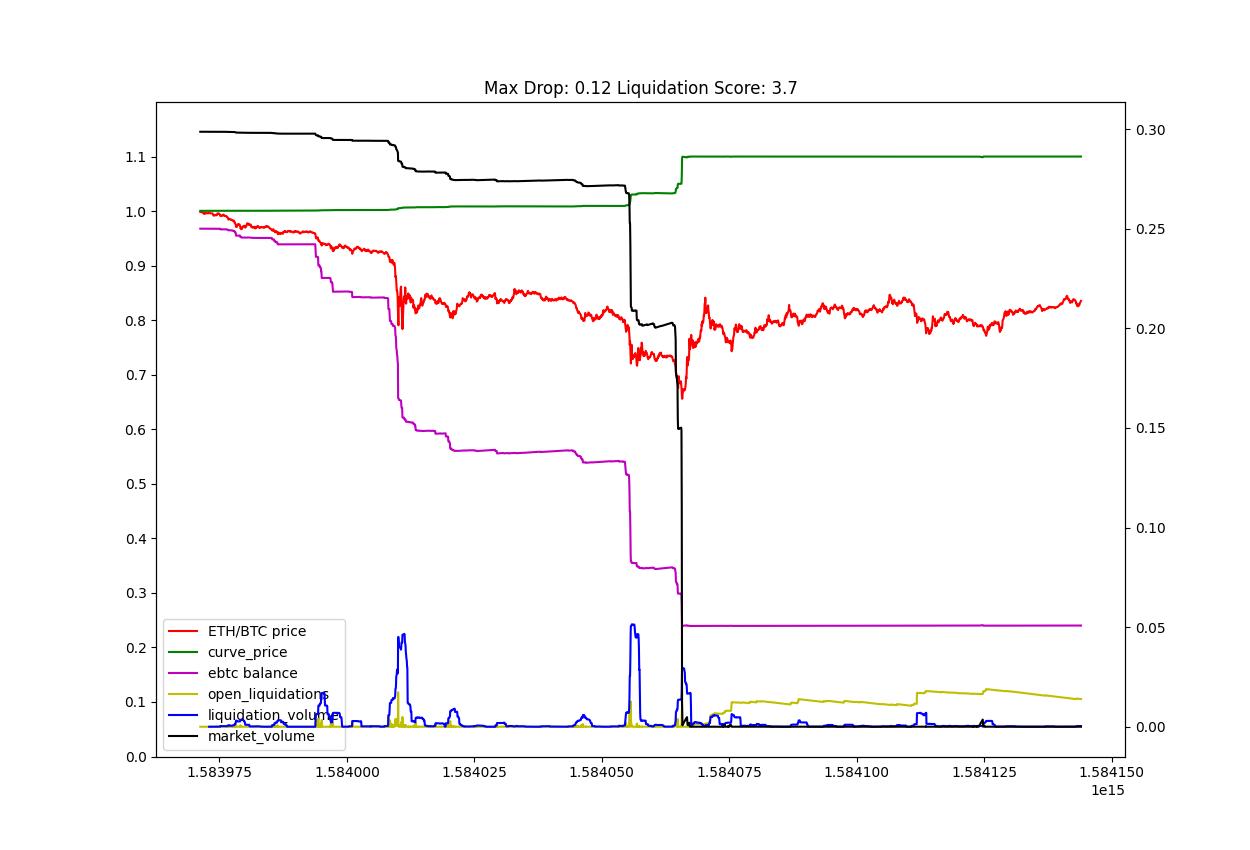 Max Drop: 0.12 Liquidation Score: 3.7
1.1
1.0
0.9
0.8
0.7
0.6
0.5
0.4
0.3
0.2
0.1
0.0
0.30
0.25
0.20
0.15
0.10
0.05
0.00
ETH/BTC price
curve_price
ebtc balance
open_liquidations
liquidation_volume
market_volume
1.583975 1.584000 1.584025 1.584050 1.584075 1.584100 1.584125 1.584150
1e15